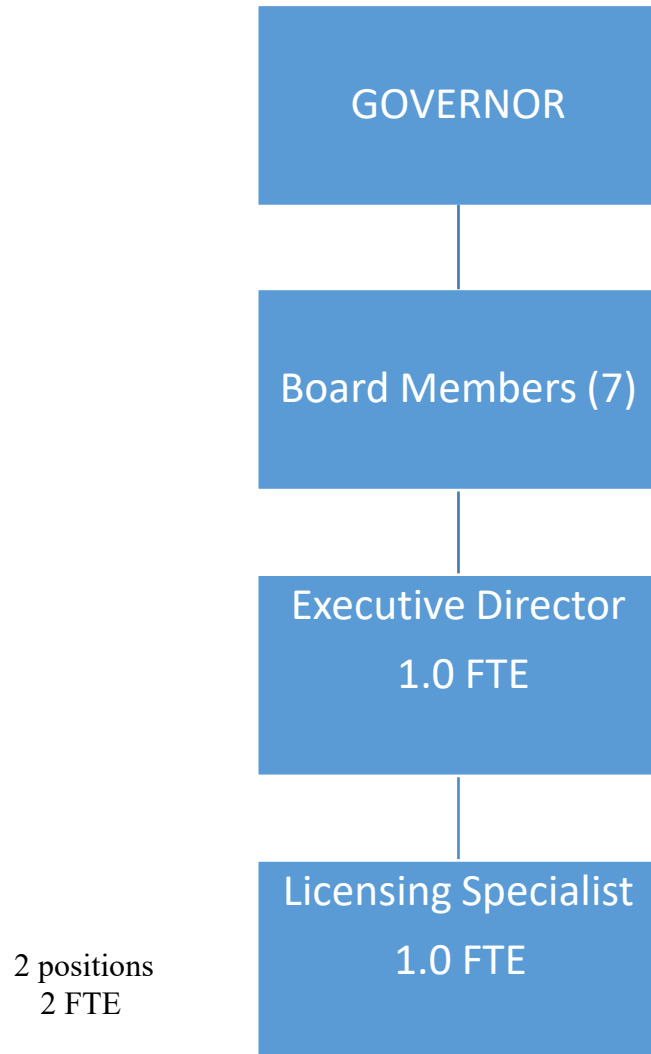 GOVERNOR
Board Members (7)
Executive Director
1.0 FTE
Licensing Specialist
1.0 FTE
2 positions
2 FTE